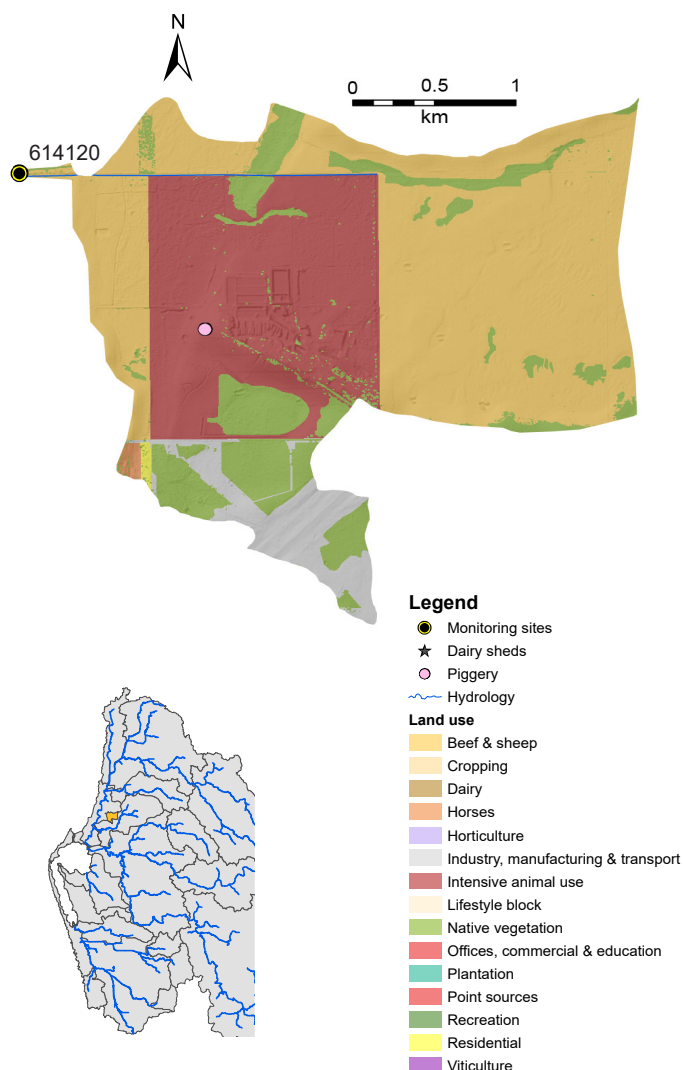 N
0 0.5 1
km
614120
Legend
Monitoring sites
Dairy sheds
Piggery
Hydrology
Land use
Beef & sheep
Cropping
Dairy
Horses
Horticulture
Industry, manufacturing & transport
Intensive animal use
Lifestyle block
Native vegetation
Offices, commercial & education
Plantation
Point sources
Recreation
Residential
Viticulture